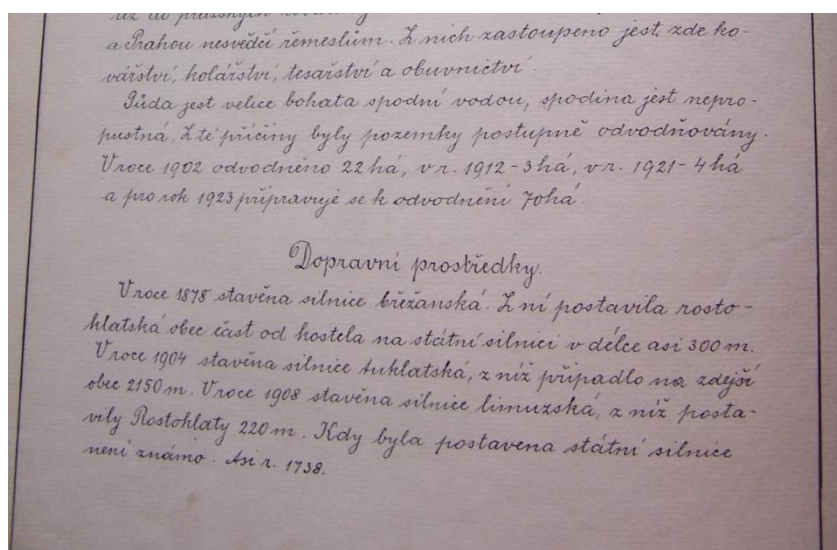 už do pražských
a Prahou nesvědčí řemeslům. Z nich zastoupeno jest zde ko-
vářství, kolářství, tesařství a obuvnictví.
Půda jest velice bohata spodní vodou, spodina jest nepro-
pustná. Z té příčiny byly pozemky postupně odvodňovány.
V roce 1902 odvodněno 22 há, v r. 1912 - 3 há, v r. 1921 - 4 há
a pro rok 1923 připravuje se k odvodnění 70 há.
Dopravní prostředky.
V roce 1878 stavěna silnice břežanská. Z ní postavila rosto-
klatská obec část od kostela na státní silnici v délce asi 300 m.
V roce 1904 stavěna silnice tuklatská, z níž připadlo na zdejší
obec 2150 m. V roce 1908 stavěna silnice limuzská, z níž posta-
vily Rostoklaty 220 m. Kdy byla postavena státní silnice
není známo. Asi r. 1738.